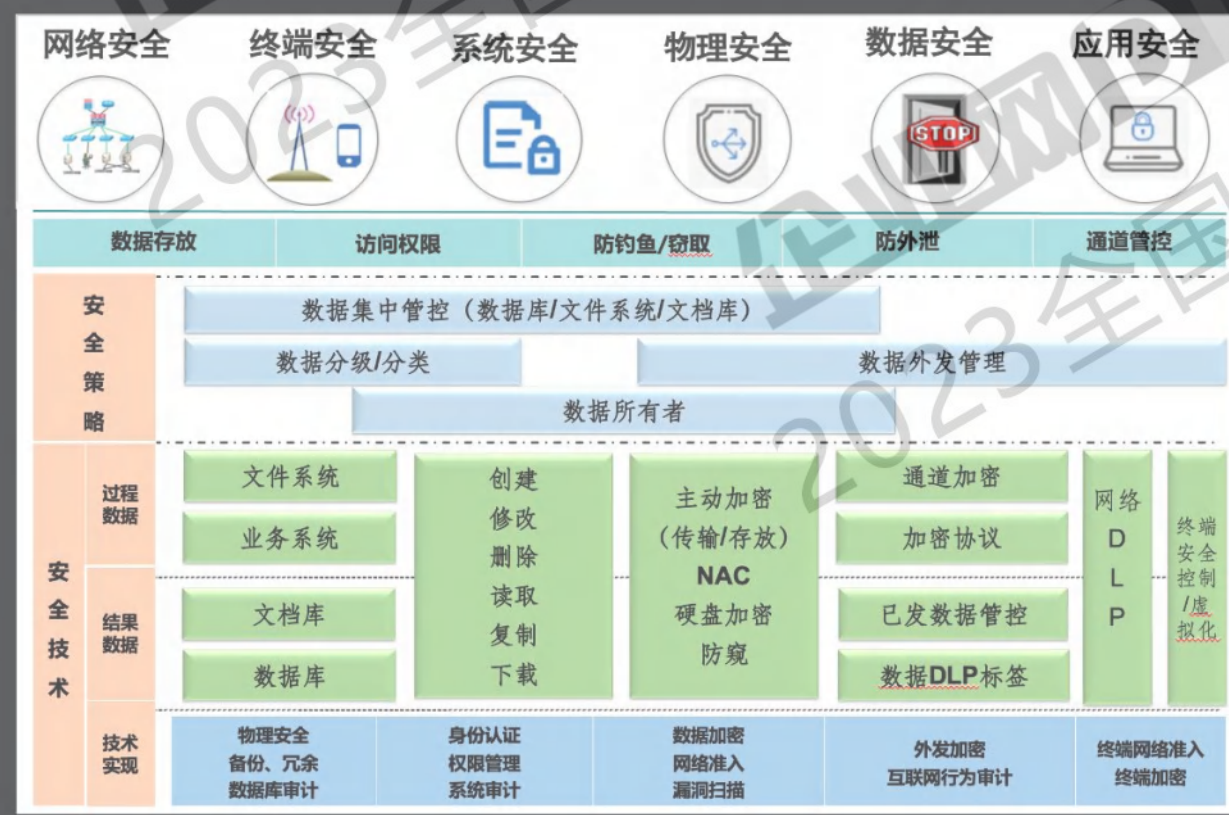 网络安全
终端安全
系统安全
物理安全
数据安全
应用安全
STOP
数据存放
访问权限
防钓鱼/窃取
防外泄
通道管控
安
全
策
略
数据集中管控（数据库/文件系统/文档库）
数据分级/分类
数据外发管理
数据所有者
安
全
技
术
过程
数据
文件系统
业务系统
创建
修改
删除
读取
复制
下载
主动加密
（传输/存放）
NAC
硬盘加密
防窥
通道加密
加密协议
网络
D
L
P
终端
安全
控制
/虚
拟化
结果
数据
文档库
数据库
已发数据管控
数据DLP标签
技术
实现
物理安全
备份、冗余
数据库审计
身份认证
权限管理
系统审计
数据加密
网络准入
漏洞扫描
外发加密
互联网行为审计
终端网络准入
终端加密
2023全
企业网D
2023全国